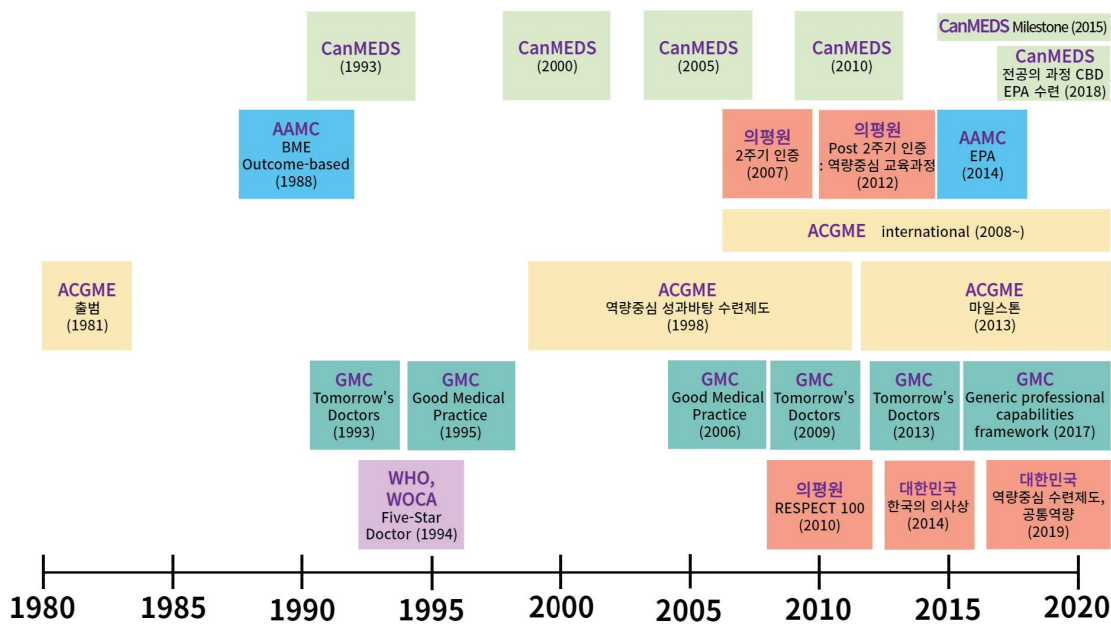 CanMEDS
(1993)
CanMEDS
(2000)
CanMEDS
(2005)
CanMEDS
(2010)
CanMEDS Milestone (2015)
CanMEDS
전공의 과정 CBD
EPA 수련 (2018)
AAMC
BME
Outcome-based
(1988)
의평원
2주기 인증
(2007)
의평원
Post 2주기 인증
: 역량중심 교육과정
(2012)
AAMC
EPA
(2014)
ACGME international (2008~)
ACGME
출범
(1981)
ACGME
역량중심 성과바탕 수련제도
(1998)
ACGME
마일스톤
(2013)
GMC
Tomorrow's
Doctors
(1993)
GMC
Good Medical
Practice
(1995)
GMC
Good Medical
Practice
(2006)
GMC
Tomorrow's
Doctors
(2009)
GMC
Tomorrow's
Doctors
(2013)
GMC
Generic professional
capabilities
framework (2017)
WHO,
WOCA
Five-Star
Doctor (1994)
의평원
RESPECT 100
(2010)
대한민국
한국의 의사상
(2014)
대한민국
역량중심 수련제도,
공통역량
(2019)
1980 1985 1990 1995 2000 2005 2010 2015 2020